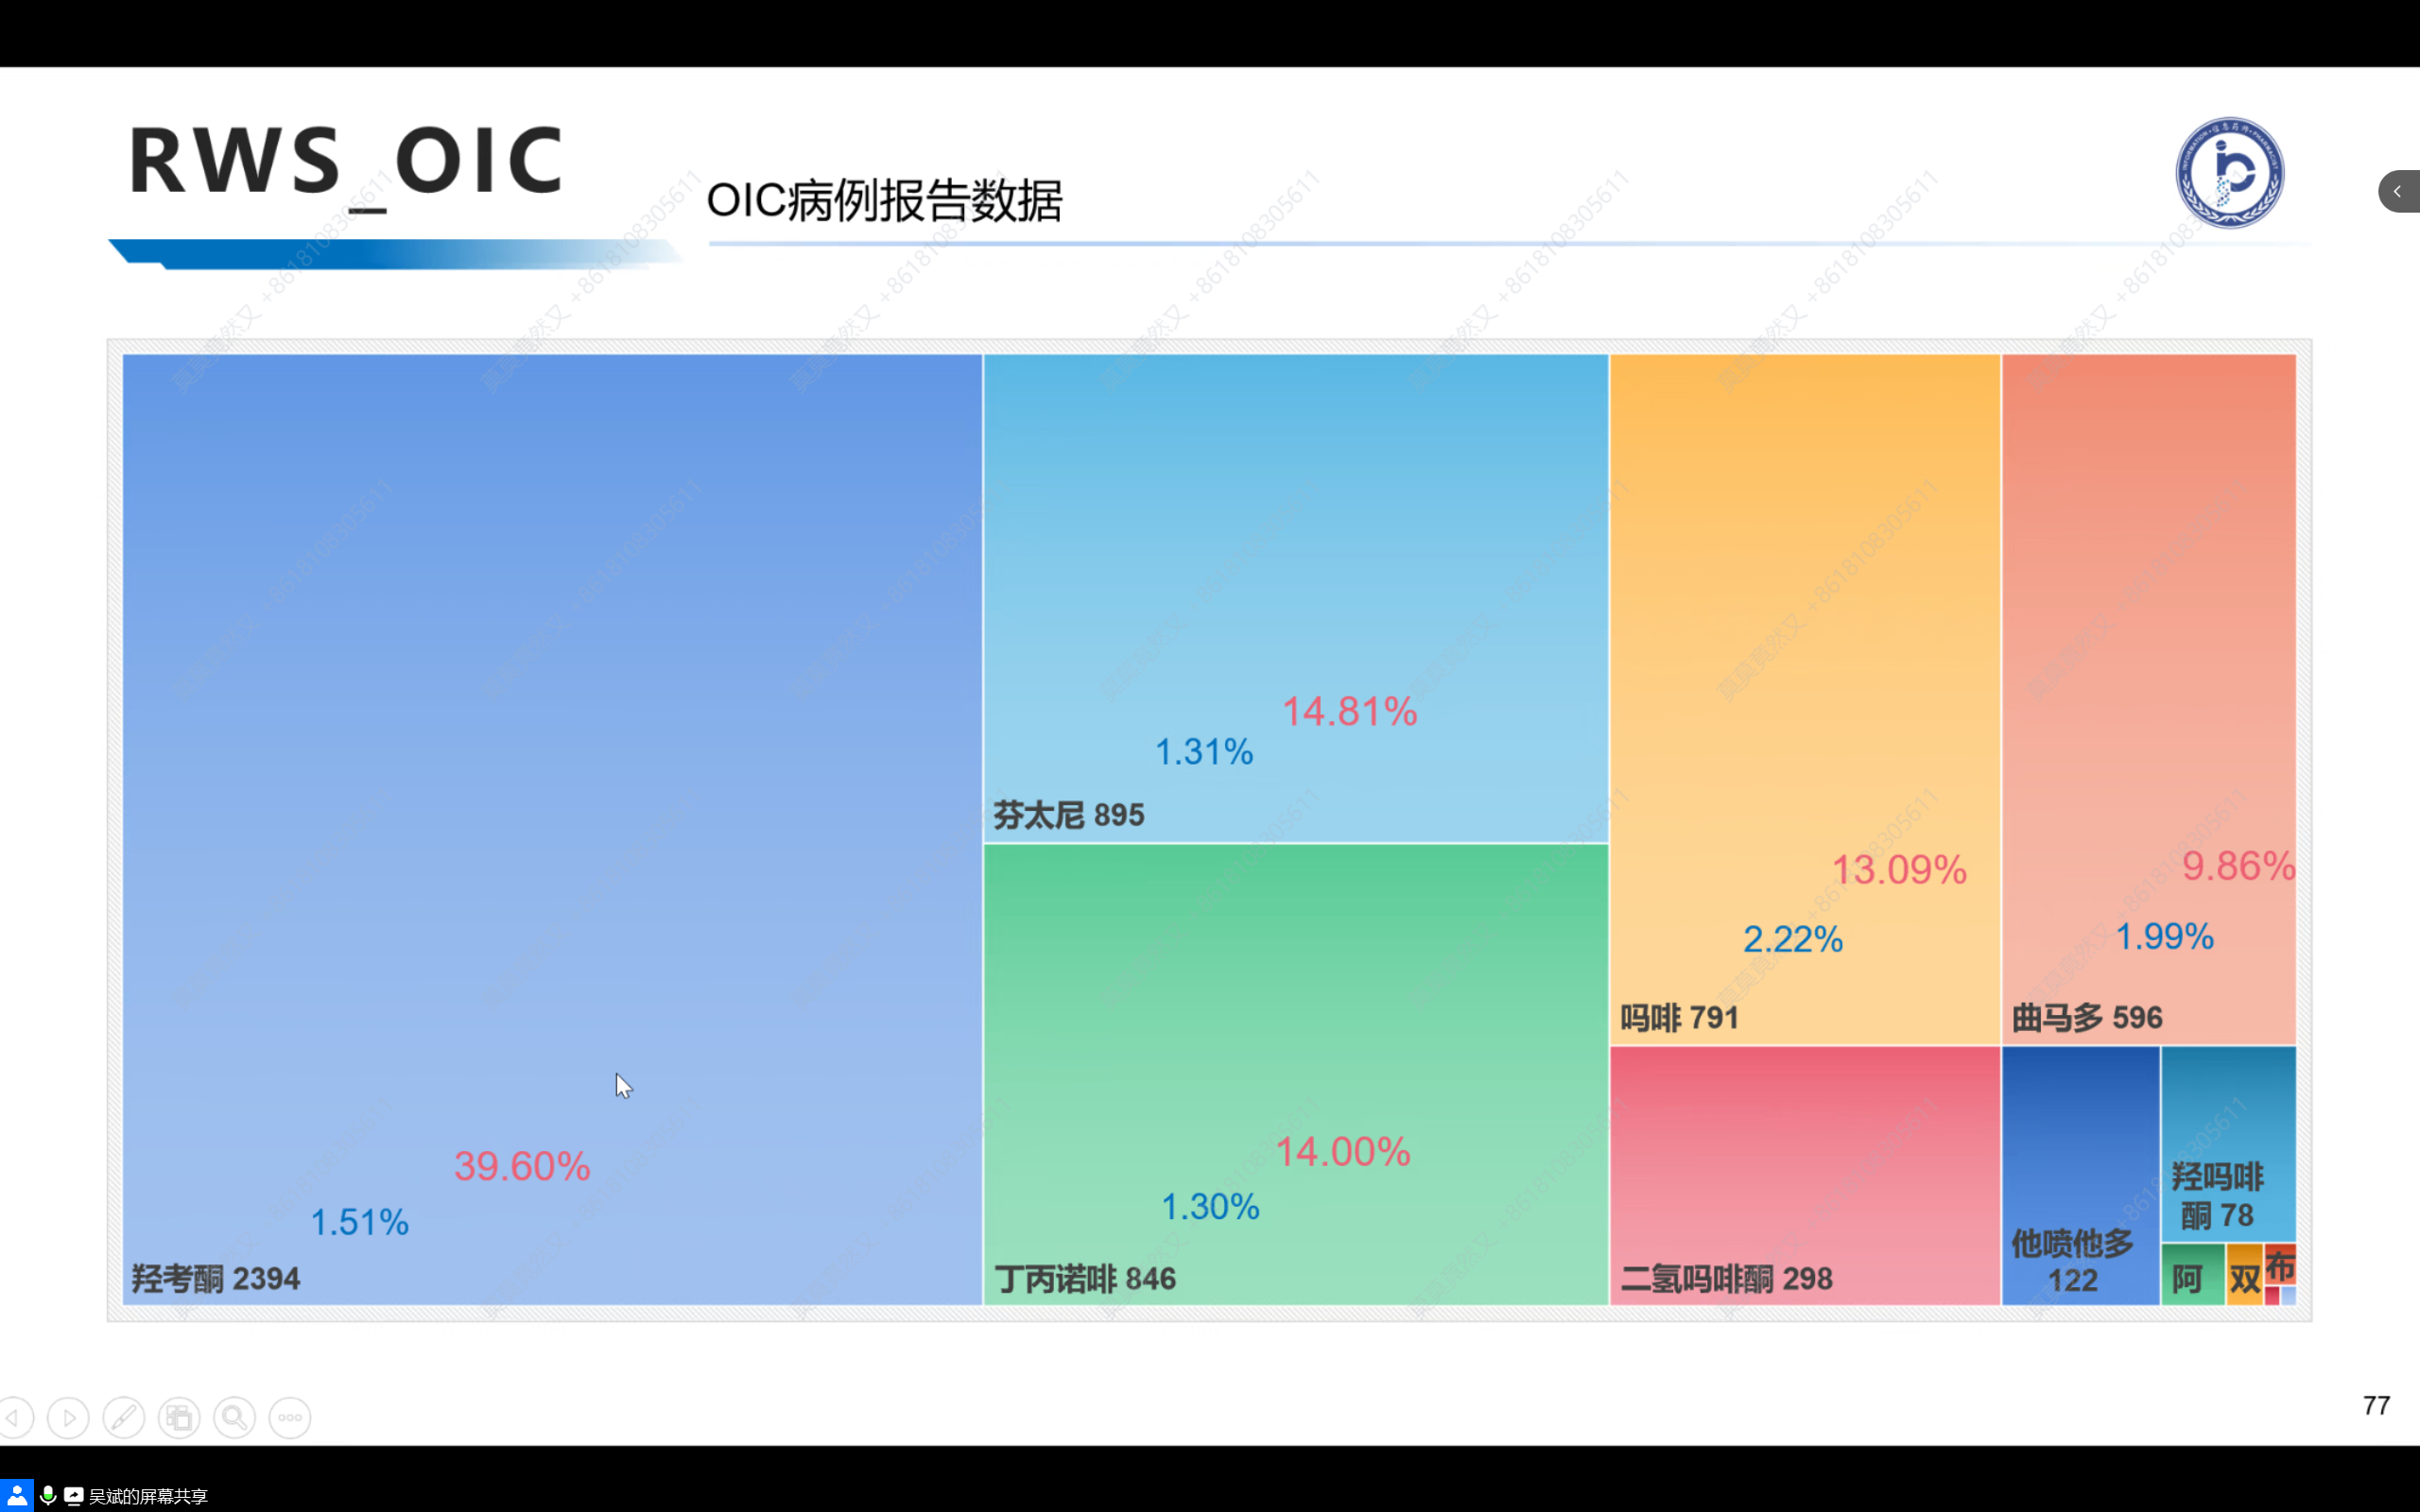 RWS_OIC
OIC病例报告数据
14.81%
1.31%
芬太尼 895
13.09%
9.86%
2.22%
1.99%
吗啡 791
曲马多 596
39.60%
1.51%
羟考酮 2394
14.00%
1.30%
丁丙诺啡 846
二氢吗啡酮 298
他喷他多
122
羟吗啡
酮 78
阿
双
布
77
吴斌的屏幕共享